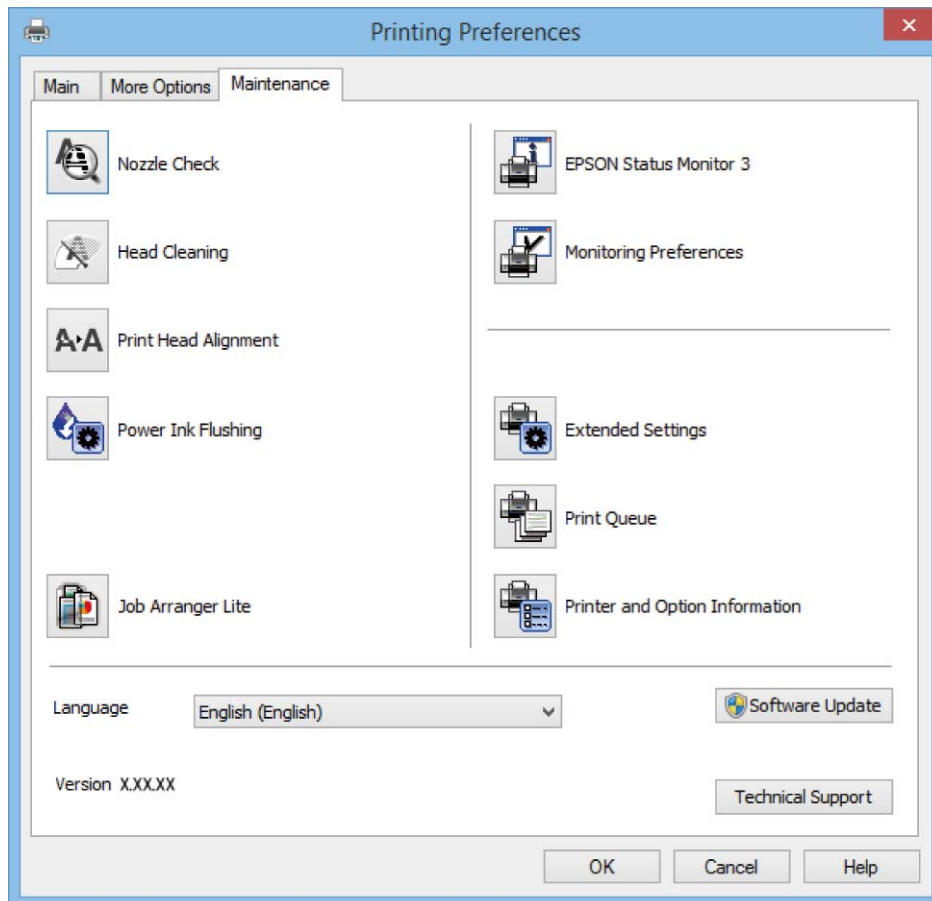 Printing Preferences
Main
More Options
Maintenance
Nozzle Check
Head Cleaning
A▸A Print Head Alignment
Power Ink Flushing
Job Arranger Lite
EPSON Status Monitor 3
Monitoring Preferences
Extended Settings
Print Queue
Printer and Option Information
Language
English (English)
Software Update
Version X.XX.XX
Technical Support
OK
Cancel
Help